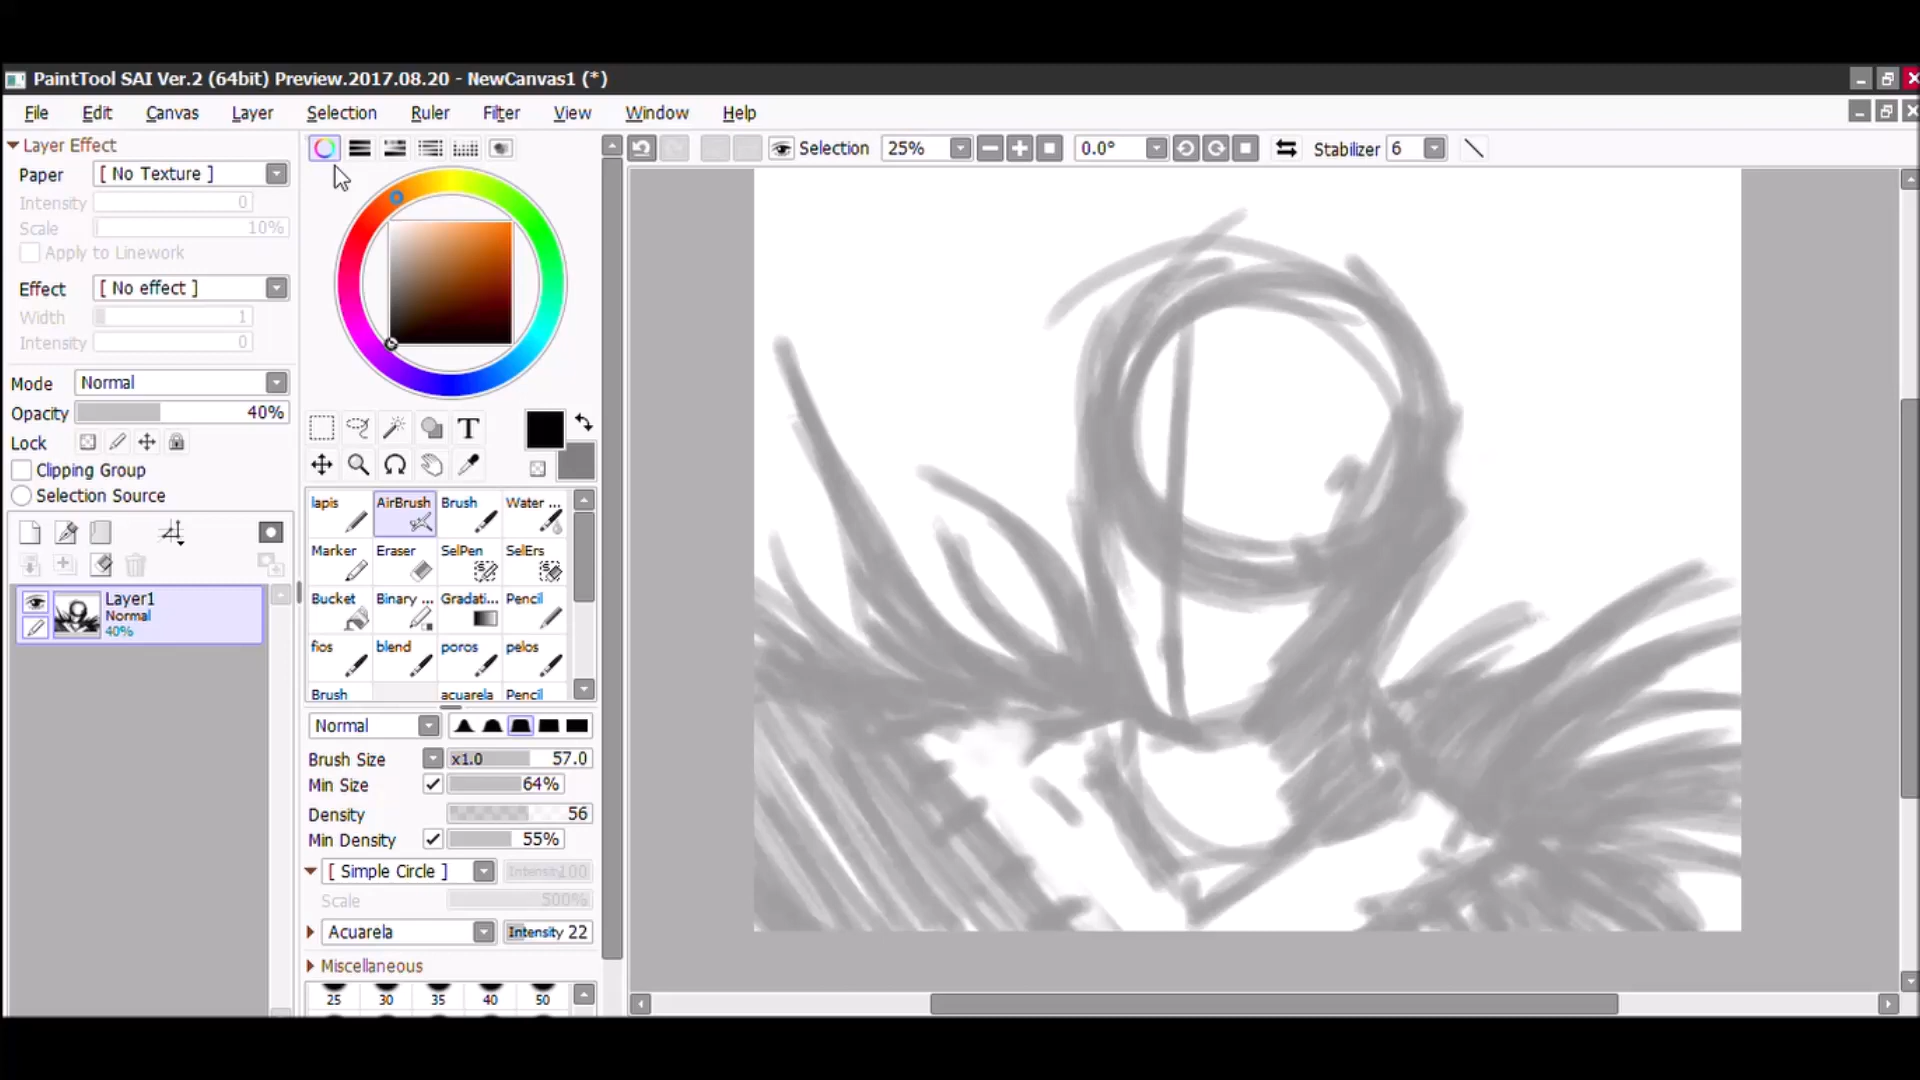 PaintTool SAI Ver.2 (64bit) Preview.2017.08.20 - NewCanvas1 (*)
File Edit Canvas Layer Selection Ruler Filter View Window Help
Selection 25% 0.0° Stabilizer 6
Layer Effect
Paper [ No Texture ]
Intensity 0
Scale 10%
Apply to Linework
Effect [ No effect ]
Width 1
Intensity 0
Mode Normal
Opacity 40%
Lock
Clipping Group
Selection Source
Layer1
Normal
40%
T
lapis AirBrush Brush Water ...
Marker Eraser SelPen SelErs
Bucket Binary ... Gradati... Pencil
fios blend poros pelos
Brush acuarela Pencil
Normal
Brush Size x1.0 57.0
Min Size 64%
Density 56
Min Density 55%
[ Simple Circle ] Intensity 100
Scale 500%
Acuarela Intensity 22
Miscellaneous
25 30 35 40 50